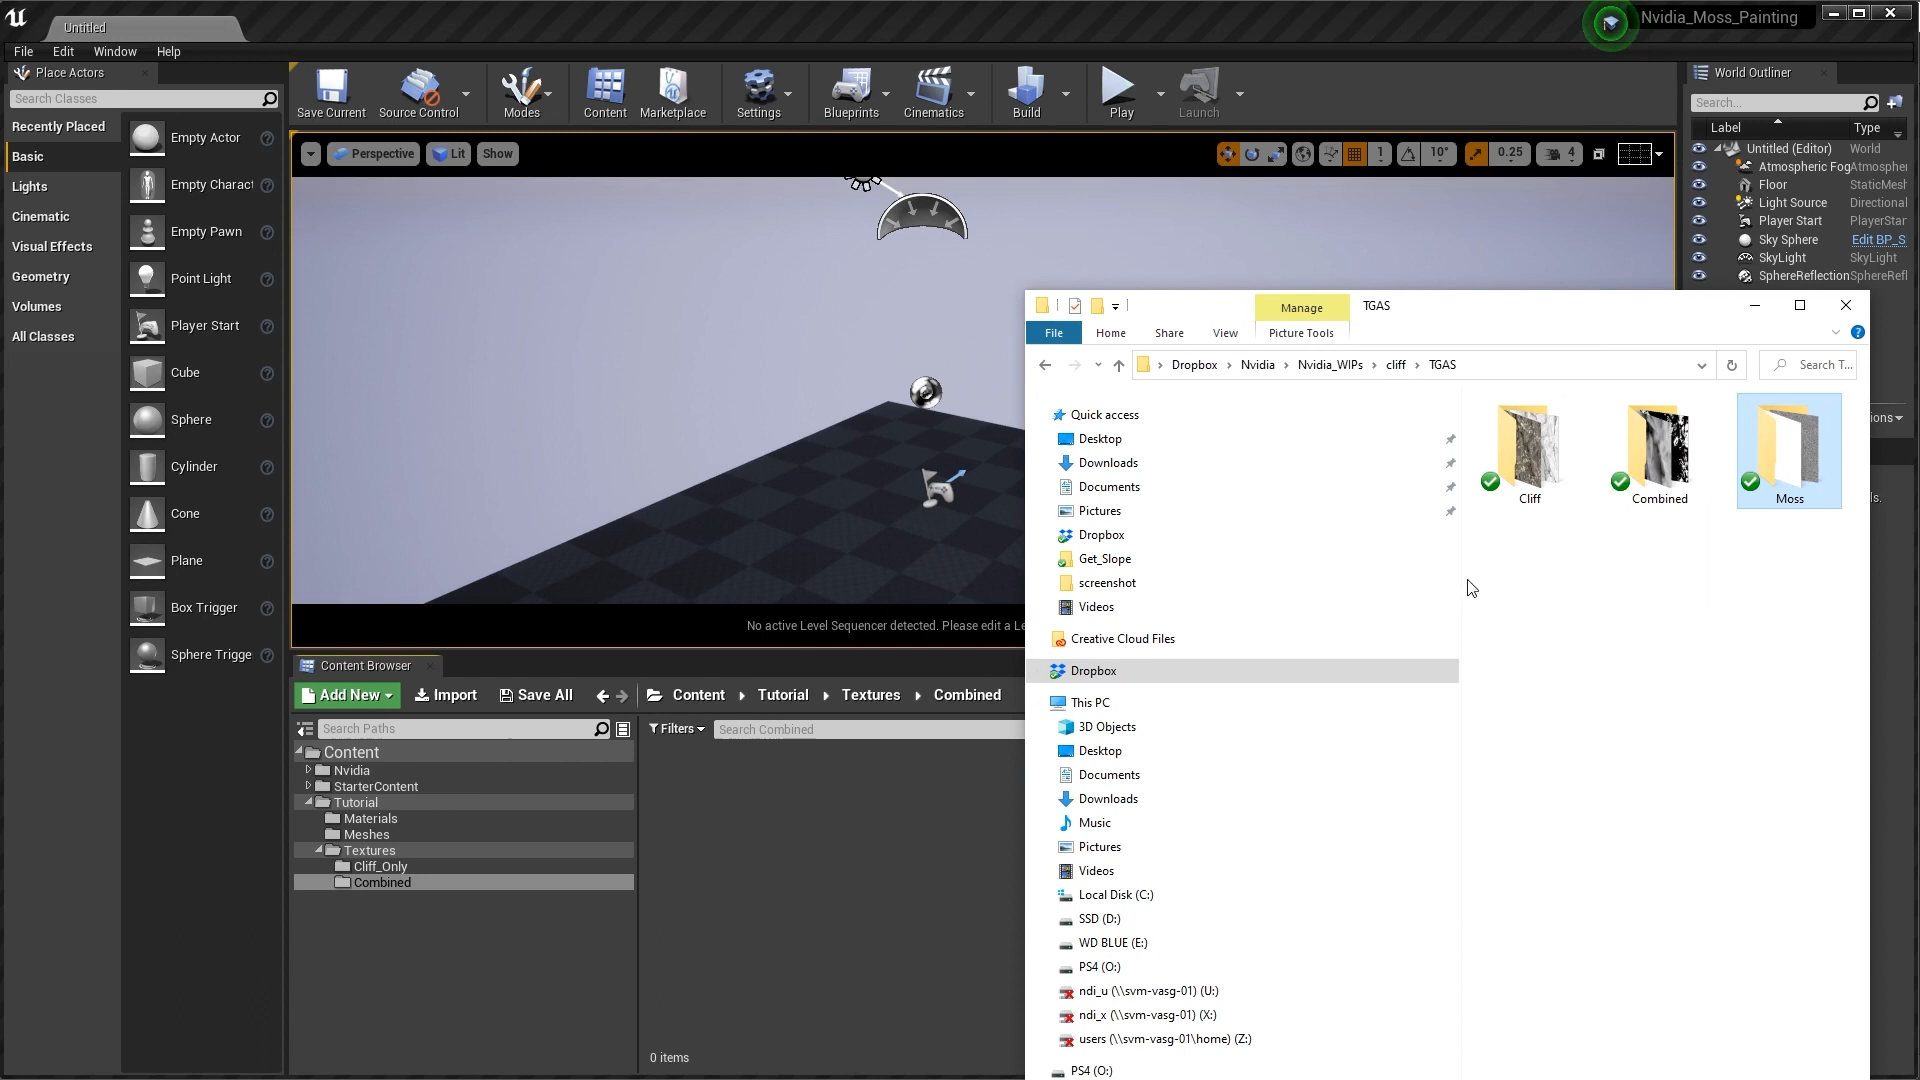 Untitled
Nvidia_Moss_Painting
File Edit Window Help
Place Actors
Search Classes
Recently Placed
Basic
Lights
Cinematic
Visual Effects
Geometry
Volumes
All Classes
Empty Actor
Empty Charact
Empty Pawn
Point Light
Player Start
Cube
Sphere
Cylinder
Cone
Plane
Box Trigger
Sphere Trigge
Save Current Source Control Modes Content Marketplace Settings Blueprints Cinematics Build Play Launch
Perspective Lit Show
1 10° 0.25 4
No active Level Sequencer detected. Please edit a Le
World Outliner
Search...
Label Type
Untitled (Editor) World
Atmospheric Fog Atmospher
Floor StaticMesh
Light Source Directional
Player Start PlayerStar
Sky Sphere Edit BP_S
SkyLight SkyLight
SphereReflection SphereRefl
ions
ls.
Manage TGAS
File Home Share View Picture Tools
Dropbox › Nvidia › Nvidia_WIPs › cliff › TGAS
Search T...
Quick access
Desktop
Downloads
Documents
Pictures
Dropbox
Get_Slope
screenshot
Videos
Creative Cloud Files
Dropbox
This PC
3D Objects
Desktop
Documents
Downloads
Music
Pictures
Videos
Local Disk (C:)
SSD (D:)
WD BLUE (E:)
PS4 (O:)
ndi_u (\\svm-vasg-01) (U:)
ndi_x (\\svm-vasg-01) (X:)
users (\\svm-vasg-01\home) (Z:)
PS4 (O:)
Cliff Combined Moss
Content Browser
Add New Import Save All Content Tutorial Textures Combined
Search Paths
Filters Search Combined
Content
Nvidia
StarterContent
Tutorial
Materials
Meshes
Textures
Cliff_Only
Combined
0 items